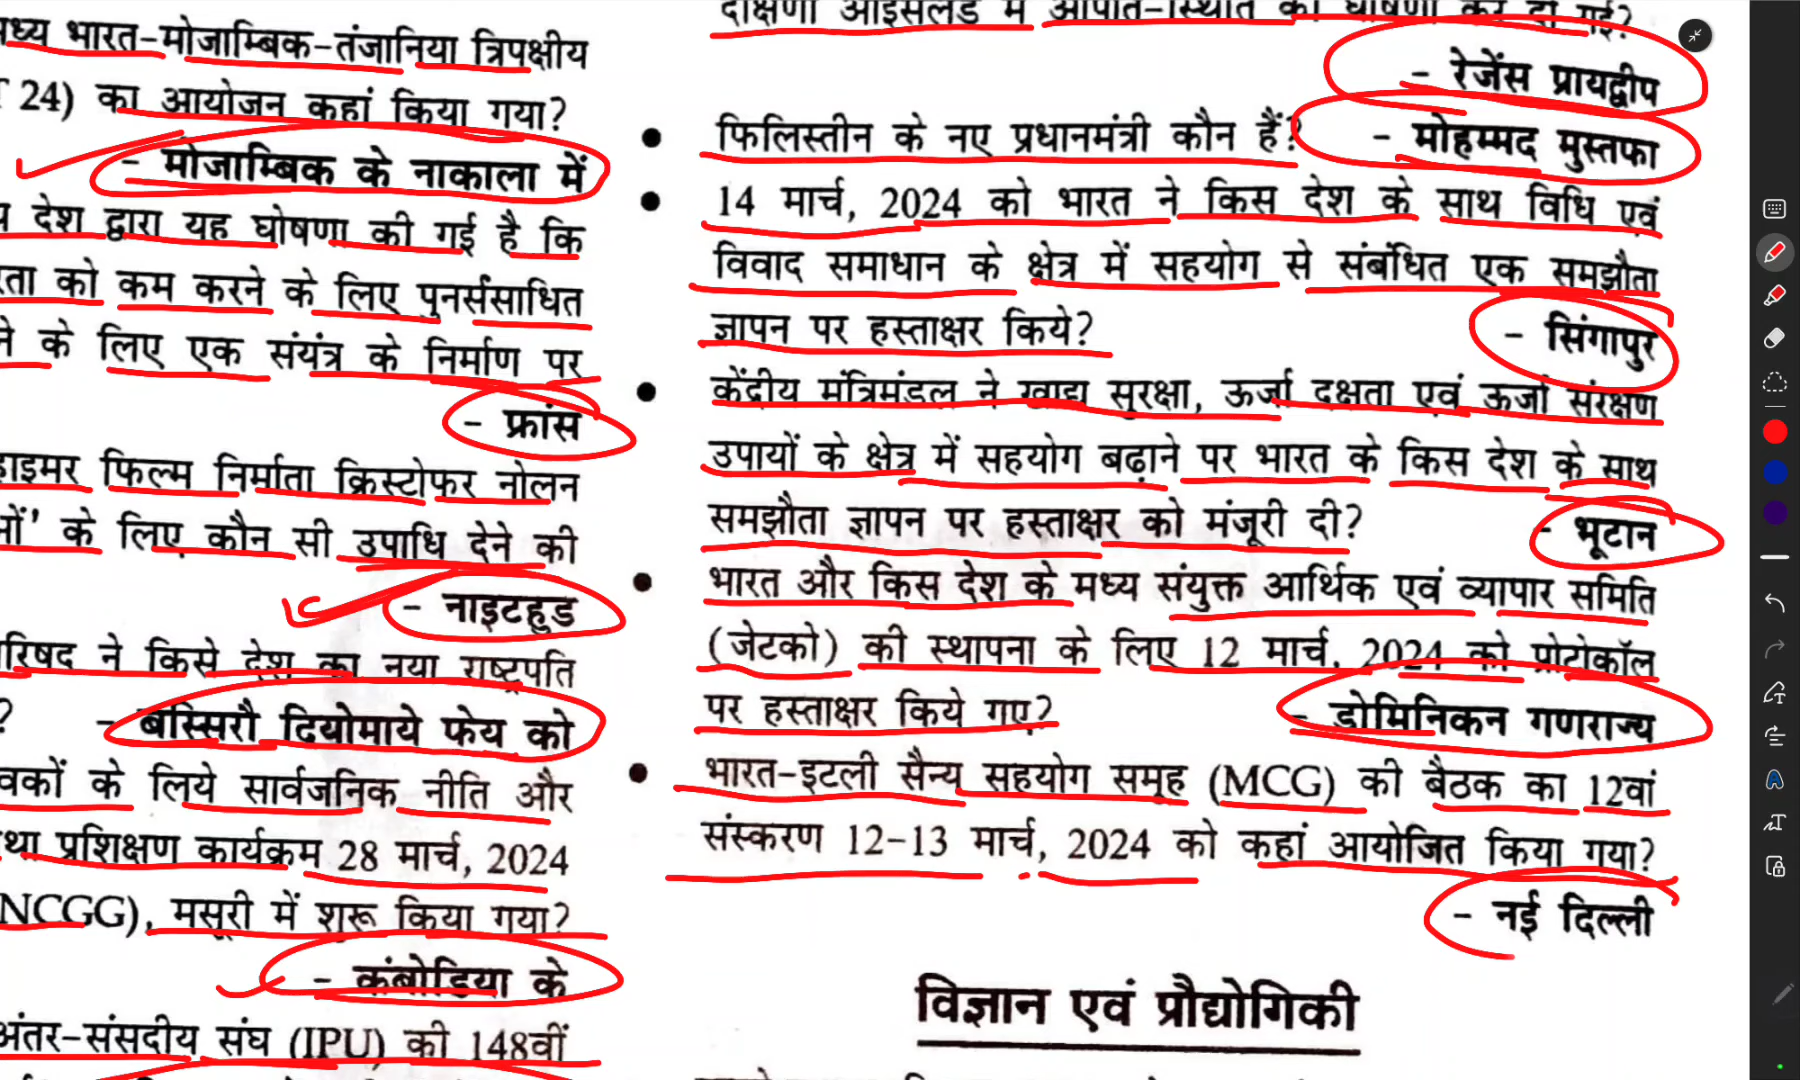 मध्य भारत-मोजाम्बिक-तंजानिया त्रिपक्षीय
24) का आयोजन कहां किया गया?
- मोजाम्बिक के नाकाला में
देश द्वारा यह घोषणा की गई है कि
को कम करने के लिए पुनर्संसाधित
के लिए एक संयंत्र के निर्माण पर
- फ्रांस
फिल्म निर्माता क्रिस्टोफर नोलन
के लिए कौन सी उपाधि देने की
- नाइटहुड
ने किसे देश का नया राष्ट्रपति
- बस्सिरौ दियोमाये फेय को
के लिये सार्वजनिक नीति और
प्रशिक्षण कार्यक्रम 28 मार्च, 2024
NCGG), मसूरी में शुरू किया गया?
- कंबोडिया के
अंतर-संसदीय संघ (IPU) की 148वीं
दक्षिणी आइसलैंड में आपात-स्थिति की घोषणा कर दी गई?
- रेजेंस प्रायद्वीप
• फिलिस्तीन के नए प्रधानमंत्री कौन हैं?
- मोहम्मद मुस्तफा
• 14 मार्च, 2024 को भारत ने किस देश के साथ विधि एवं
विवाद समाधान के क्षेत्र में सहयोग से संबंधित एक समझौता
ज्ञापन पर हस्ताक्षर किये?
- सिंगापुर
• केंद्रीय मंत्रिमंडल ने खाद्य सुरक्षा, ऊर्जा दक्षता एवं ऊर्जा संरक्षण
उपायों के क्षेत्र में सहयोग बढ़ाने पर भारत के किस देश के साथ
समझौता ज्ञापन पर हस्ताक्षर को मंजूरी दी?
- भूटान
• भारत और किस देश के मध्य संयुक्त आर्थिक एवं व्यापार समिति
(जेटको) की स्थापना के लिए 12 मार्च, 2024 को प्रोटोकॉल
पर हस्ताक्षर किये गए?
- डोमिनिकन गणराज्य
• भारत-इटली सैन्य सहयोग समूह (MCG) की बैठक का 12वां
संस्करण 12-13 मार्च, 2024 को कहां आयोजित किया गया?
- नई दिल्ली
विज्ञान एवं प्रौद्योगिकी